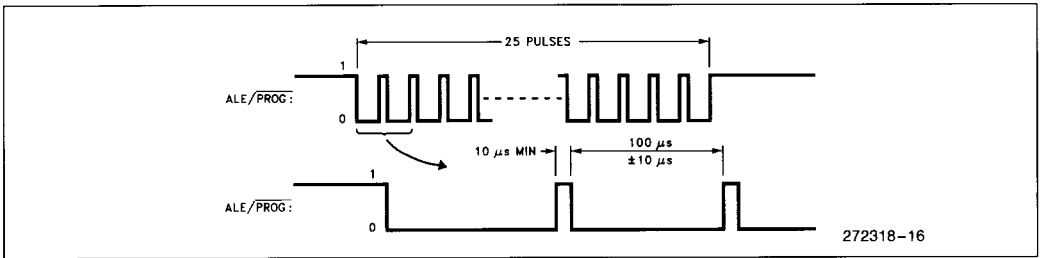 25 PULSES
1
ALE/PROG:
0
10 μs MIN
100 μs
±10 μs
1
ALE/PROG:
0
272318-16